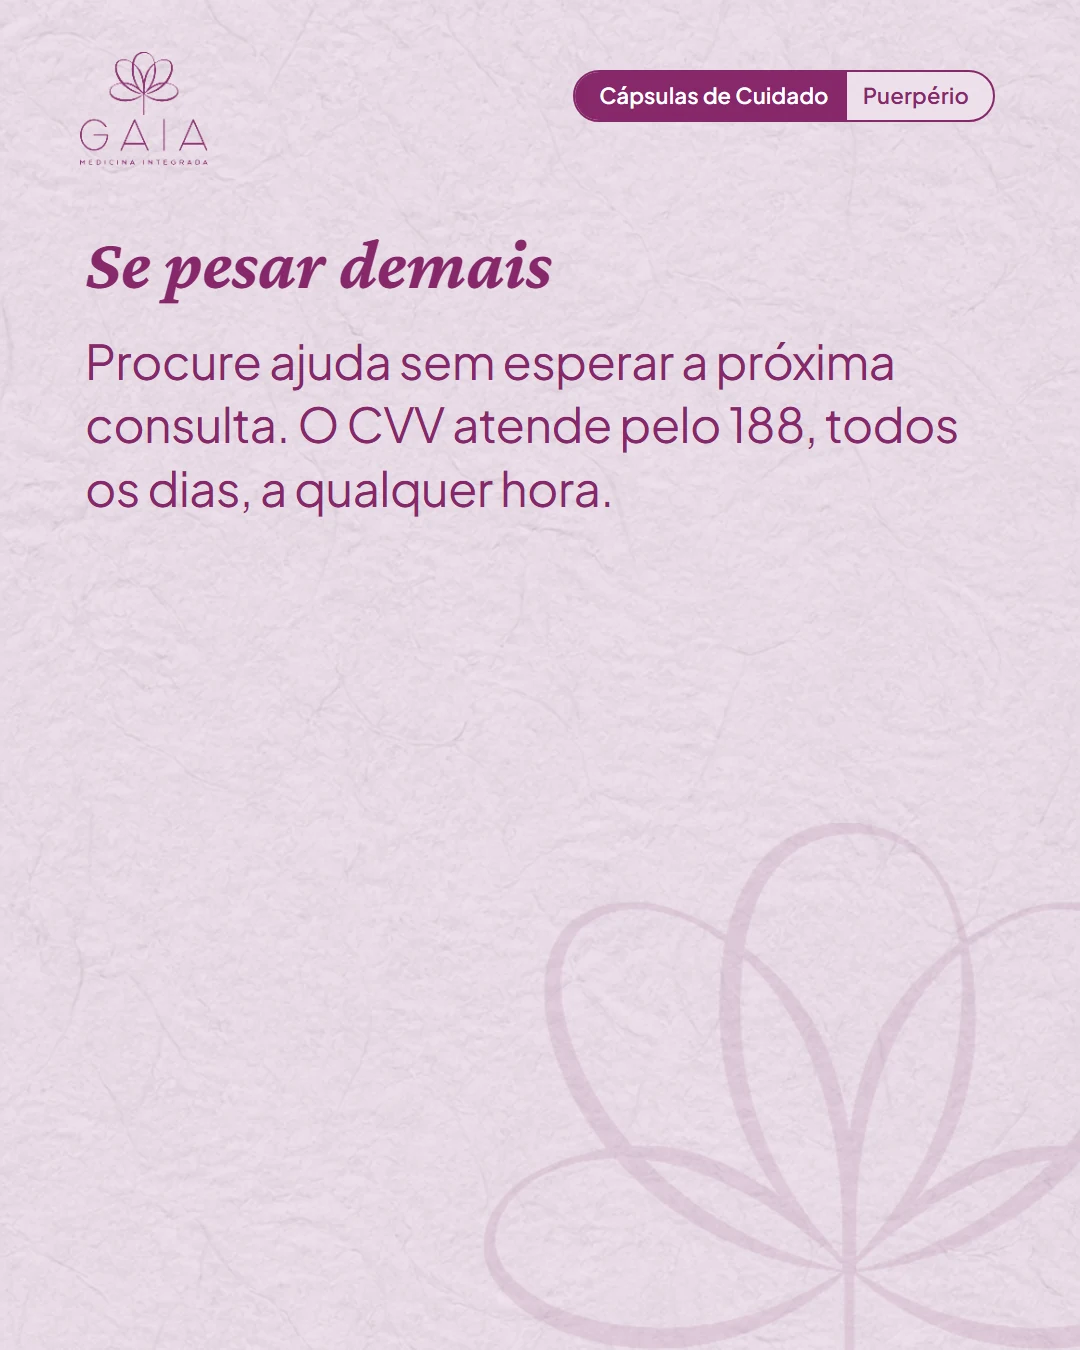 GAIA
MEDICINA INTEGRADA
Cápsulas de Cuidado Puerpério
Se pesar demais
Procure ajuda sem esperar a próxima
consulta. O CVV atende pelo 188, todos
os dias, a qualquer hora.